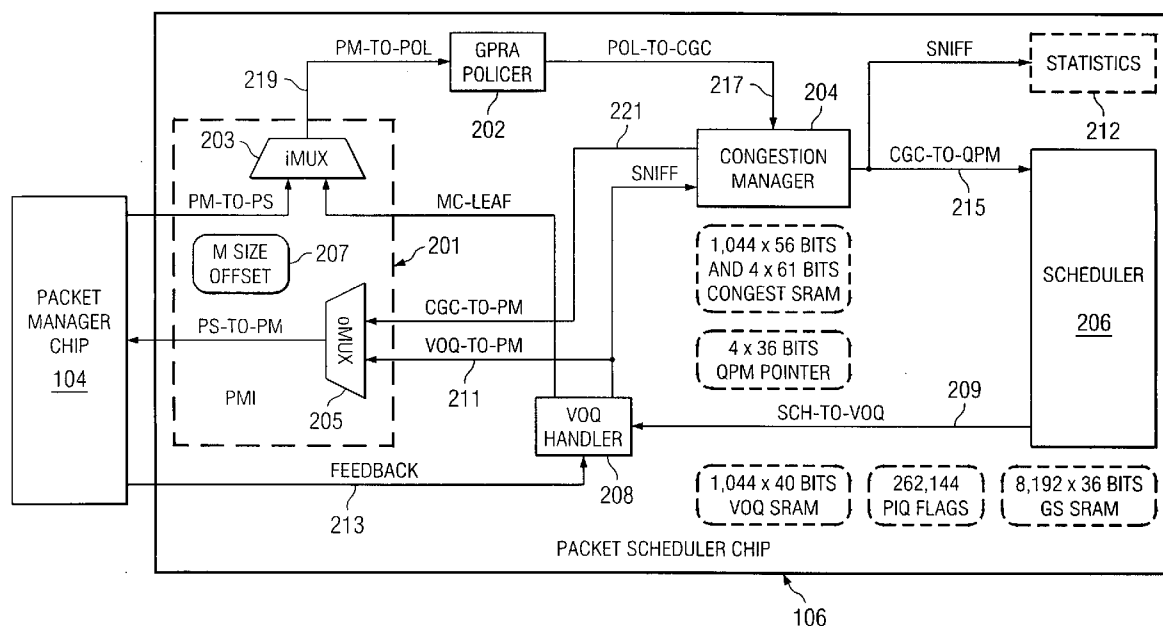 PM-TO-POL
GPRA
POLICER
202
POL-TO-CGC
SNIFF
STATISTICS
212
219
217
204
203
iMUX
221
CONGESTION
MANAGER
CGC-TO-QPM
215
SNIFF
PM-TO-PS
MC-LEAF
M SIZE
OFFSET
207
201
1,044 x 56 BITS
AND 4 x 61 BITS
CONGEST SRAM
SCHEDULER
206
PACKET
MANAGER
CHIP
104
CGC-TO-PM
PS-TO-PM
oMUX
VOQ-TO-PM
211
205
PMI
4 x 36 BITS
QPM POINTER
VOQ
HANDLER
208
SCH-TO-VOQ
209
FEEDBACK
213
1,044 x 40 BITS
VOQ SRAM
262,144
PIQ FLAGS
8,192 x 36 BITS
GS SRAM
PACKET SCHEDULER CHIP
106